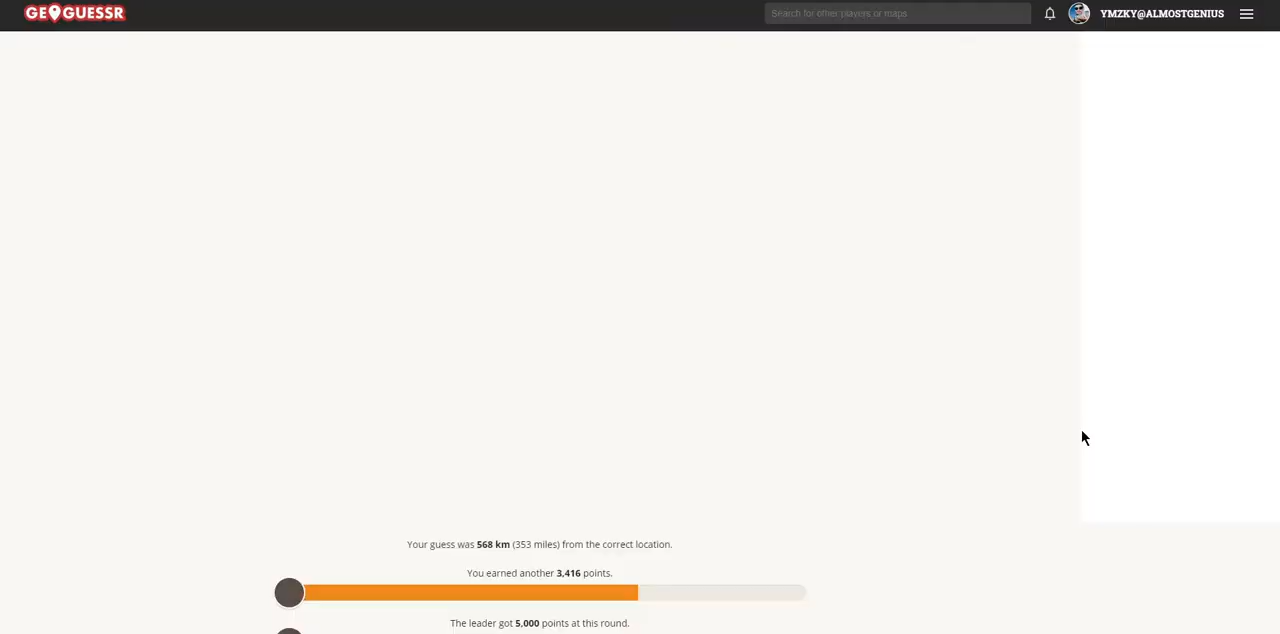 GEOGUESSR
Search for other players or maps
YMZKY@ALMOSTGENIUS
Your guess was 568 km (353 miles) from the correct location.
You earned another 3,416 points.
The leader got 5,000 points at this round.